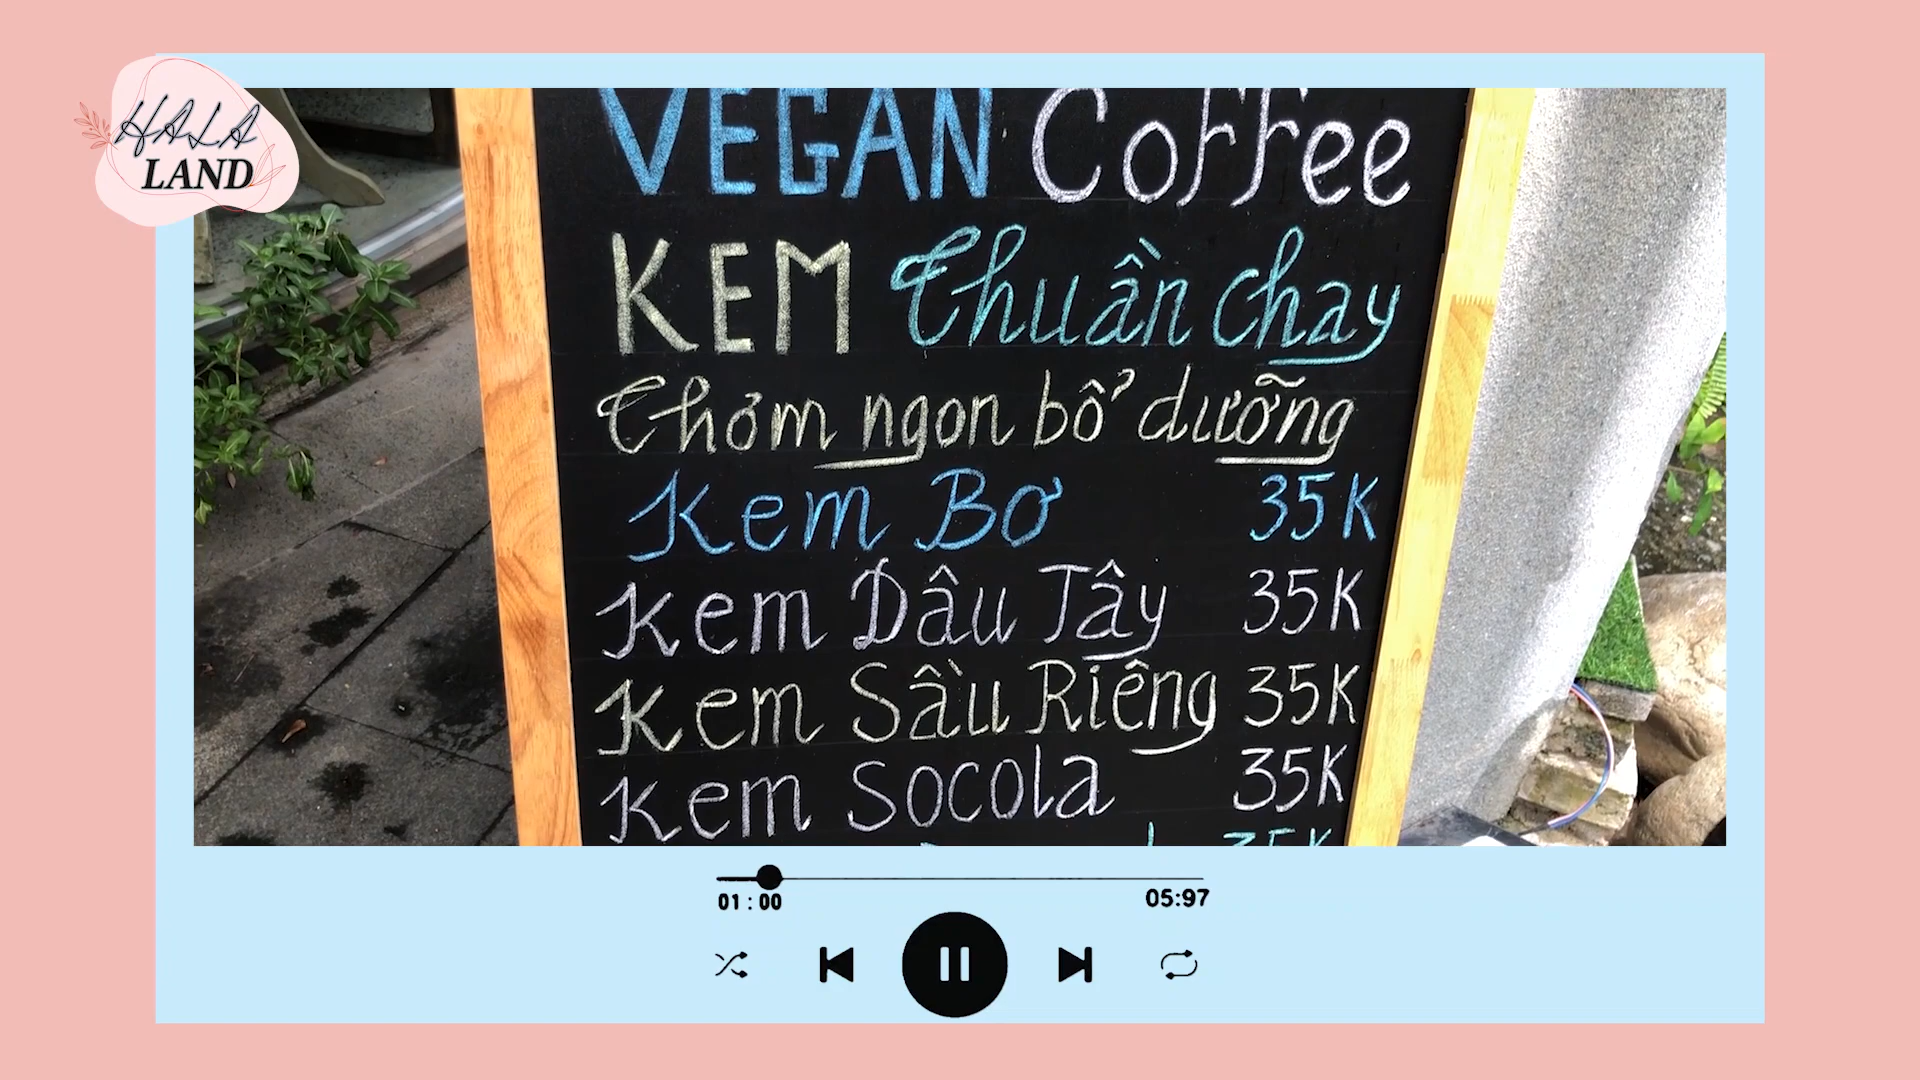 HALA
LAND
VEGAN Coffee
KEM Thuần chay
Thơm ngon bổ dưỡng
Kem Bơ 35K
Kem Dâu Tây 35K
Kem Sầu Riêng 35K
Kem Socola 35K
35K
01 : 00
05:97